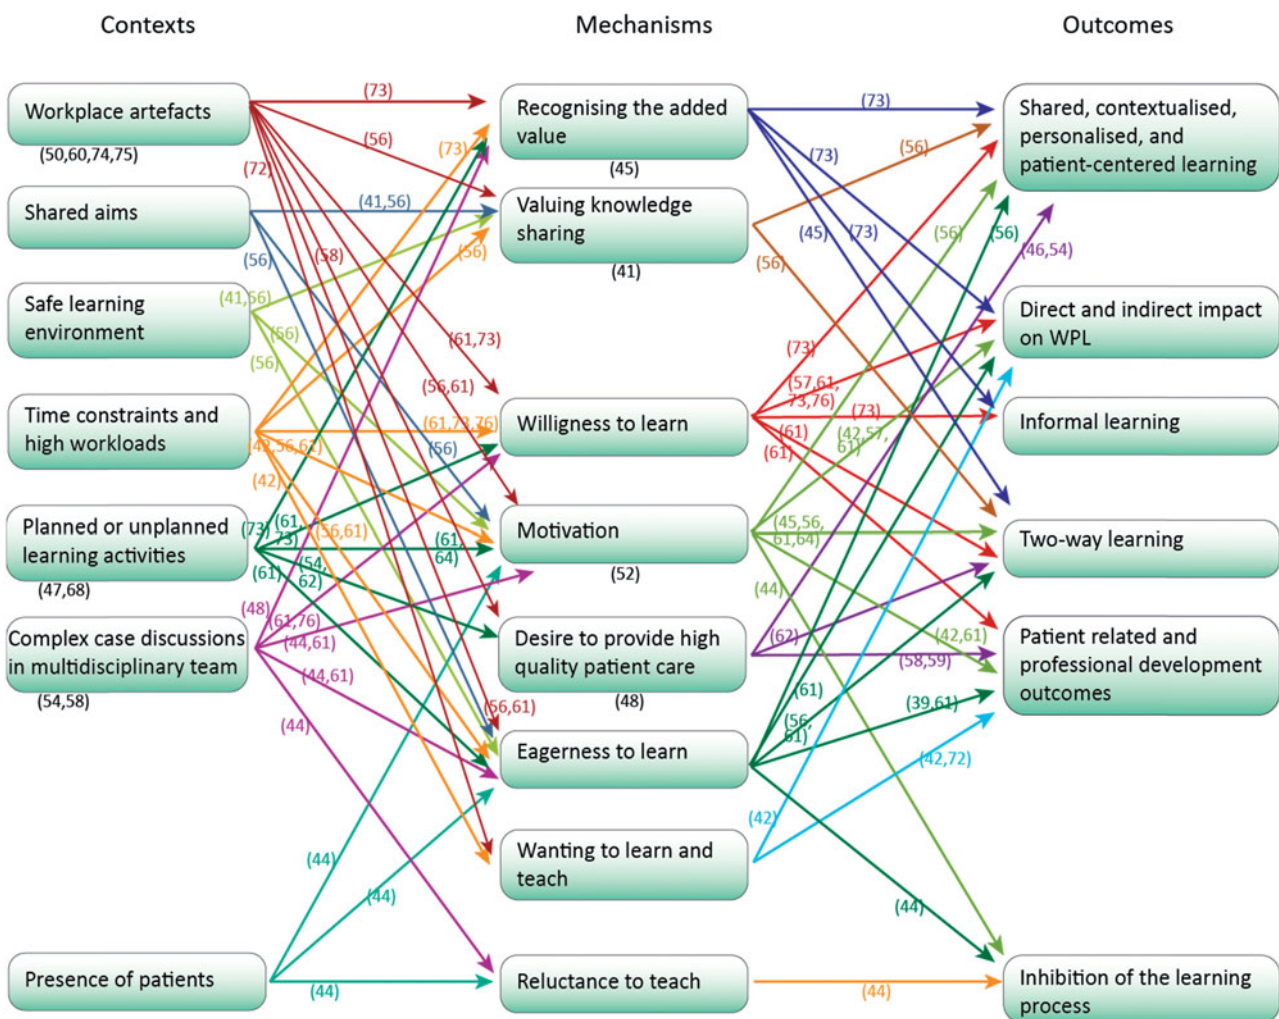 Contexts
Mechanisms
Outcomes
Workplace artefacts
(50,60,74,75)
Shared aims
Safe learning
environment
Time constraints and
high workloads
Planned or unplanned
learning activities
(47,68)
Complex case discussions
in multidisciplinary team
(54,58)
Presence of patients
(73)
(56)
(73)
(72)
(41,56)
(58)
(56)
(56)
(41,56)
(56)
(56)
(61,73)
(56,61)
(61,73,76)
(42,56,61)
(56)
(42)
(73)
(61,
73)
(56,61)
(61,
64)
(54,
62)
(61)
(48)
(61,76)
(44,61)
(44,61)
(56,61)
(44)
(44)
(44)
(44)
Recognising the added
value
(45)
Valuing knowledge
sharing
(41)
Willigness to learn
Motivation
(52)
Desire to provide high
quality patient care
(48)
Eagerness to learn
Wanting to learn and
teach
Reluctance to teach
(73)
(56)
(73)
(45)
(73)
(56)
(56)
(46,54)
(56)
(73)
(57,61,
73,76)
(73)
(61)
(61)
(42,57,
61)
(45,56,
61,64)
(44)
(62)
(42,61)
(58,59)
(61)
(56,
61)
(39,61)
(42,72)
(42)
(44)
(44)
Shared, contextualised,
personalised, and
patient-centered learning
Direct and indirect impact
on WPL
Informal learning
Two-way learning
Patient related and
professional development
outcomes
Inhibition of the learning
process